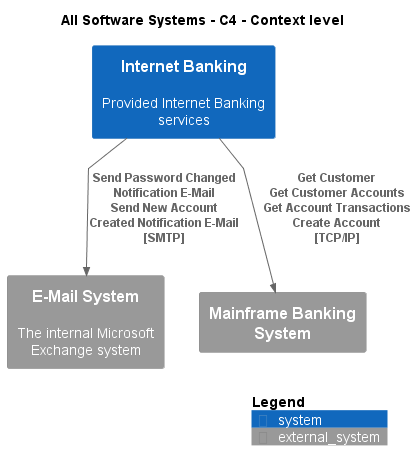 All Software Systems - C4 - Context level
Internet Banking
Provided Internet Banking
services
Send Password Changed
Notification E-Mail
Send New Account
Created Notification E-Mail
[SMTP]
Get Customer
Get Customer Accounts
Get Account Transactions
Create Account
[TCP/IP]
E-Mail System
The internal Microsoft
Exchange system
Mainframe Banking
System
Legend
system
external_system